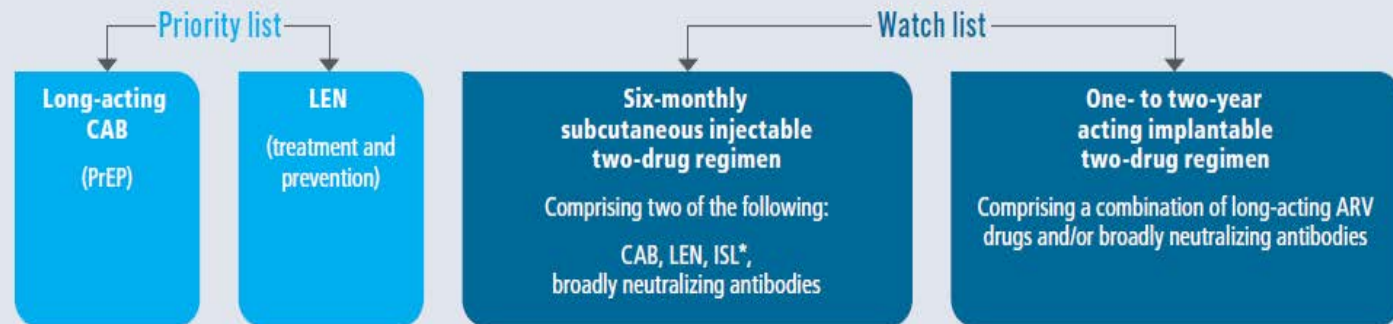 Priority list
Watch list
Long-acting
CAB
(PrEP)
LEN
(treatment and
prevention)
Six-monthly
subcutaneous injectable
two-drug regimen
Comprising two of the following:
CAB, LEN, ISL*,
broadly neutralizing antibodies
One- to two-year
acting implantable
two-drug regimen
Comprising a combination of long-acting ARV
drugs and/or broadly neutralizing antibodies